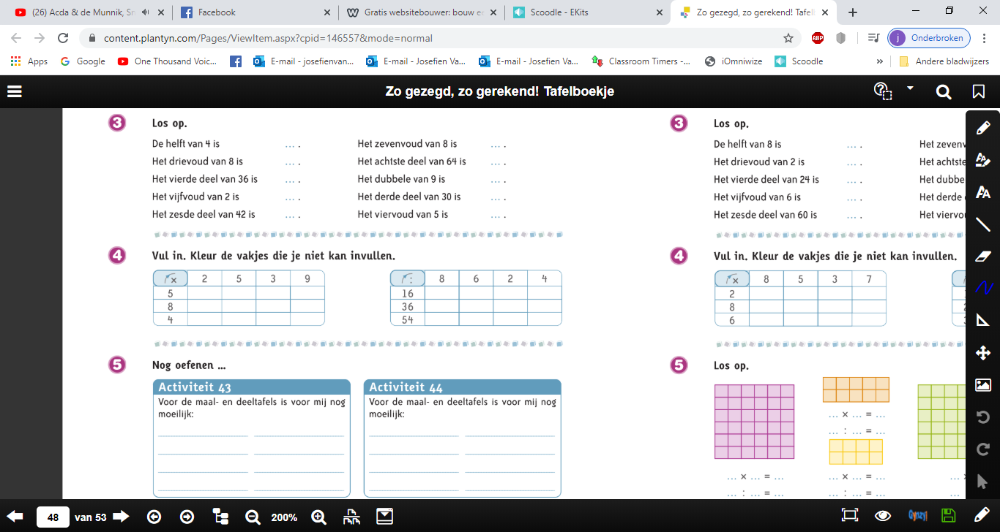 (26) Acda & de Munnik, Sn
Facebook
Gratis websitebouwer: bouw ee
Scoodle - EKits
Zo gezegd, zo gerekend! Tafel
content.plantyn.com/Pages/ViewItem.aspx?cpid=146557&mode=normal
ABP
j Onderbroken
Apps
Google
One Thousand Voic...
E-mail - josefienvan...
E-mail - Josefien Va...
E-mail - Josefien Va...
Classroom Timers -...
iOmniwize
Scoodle
»
Andere bladwijzers
Zo gezegd, zo gerekend! Tafelboekje
3 Los op.
De helft van 4 is ... .
Het drievoud van 8 is ... .
Het vierde deel van 36 is ... .
Het vijfvoud van 2 is ... .
Het zesde deel van 42 is ... .
Het zevenvoud van 8 is ... .
Het achtste deel van 64 is ... .
Het dubbele van 9 is ... .
Het derde deel van 30 is ... .
Het viervoud van 5 is ... .
4 Vul in. Kleur de vakjes die je niet kan invullen.
x 2 5 3 9
5
8
4
: 8 6 2 4
16
36
54
5 Nog oefenen ...
Activiteit 43
Voor de maal- en deeltafels is voor mij nog
moeilijk:
Activiteit 44
Voor de maal- en deeltafels is voor mij nog
moeilijk:
3 Los op.
De helft van 8 is ... .
Het drievoud van 2 is ... .
Het vierde deel van 24 is ... .
Het vijfvoud van 6 is ... .
Het zesde deel van 60 is ... .
Het zeven
Het achtste
Het dubbe
Het derde
Het viervo
4 Vul in. Kleur de vakjes die je niet kan invullen.
x 8 5 3 7
2
8
6
5 Los op.
... × ... = ...
... : ... = ...
... × ... = ...
... : ... = ...
... × ... = ...
... : ... = ...
48 van 53
200%
Gynzy!